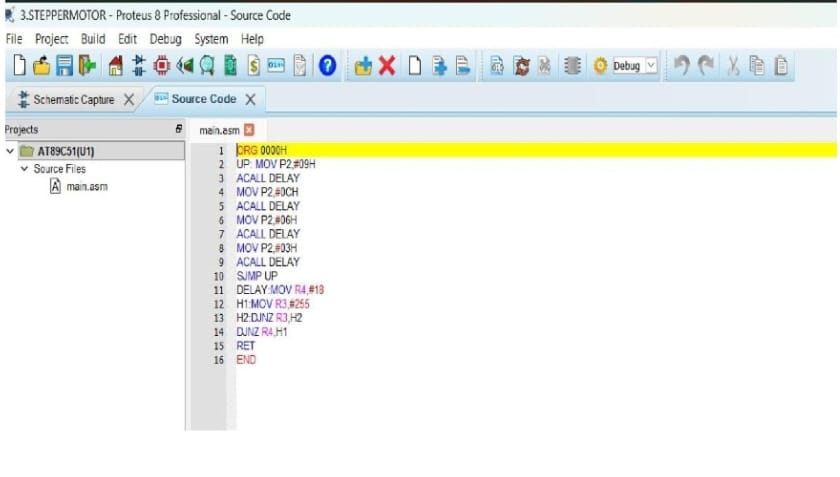 3.STEPPERMOTOR - Proteus 8 Professional - Source Code
File Project Build Edit Debug System Help
Debug
Schematic Capture Source Code
Projects
main.asm
AT89C51(U1)
Source Files
main.asm
1 ORG 0000H
2 UP: MOV P2,#09H
3 ACALL DELAY
4 MOV P2,#0CH
5 ACALL DELAY
6 MOV P2,#06H
7 ACALL DELAY
8 MOV P2,#03H
9 ACALL DELAY
10 SJMP UP
11 DELAY:MOV R4,#18
12 H1:MOV R3,#255
13 H2:DJNZ R3,H2
14 DJNZ R4,H1
15 RET
16 END